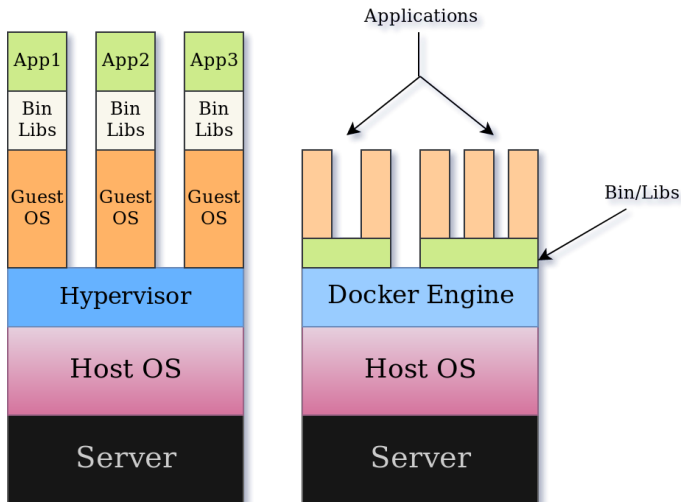 Applications
App1
App2
App3
Bin
Libs
Bin
Libs
Bin
Libs
Guest
OS
Guest
OS
Guest
OS
Bin/Libs
Hypervisor
Docker Engine
Host OS
Host OS
Server
Server